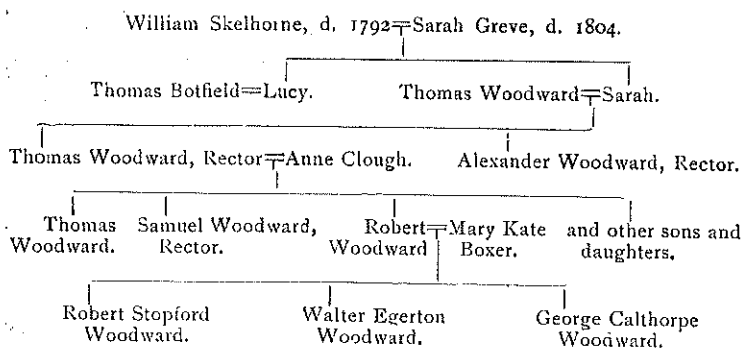 William Skelhorne, d. 1792=Sarah Greve, d. 1804.
Thomas Botfield=Lucy. Thomas Woodward=Sarah.
Thomas Woodward, Rector=Anne Clough. Alexander Woodward, Rector.
Thomas Woodward. Samuel Woodward, Rector. Robert Woodward=Mary Kate Boxer. and other sons and daughters.
Robert Stopford Woodward. Walter Egerton Woodward. George Calthorpe Woodward.